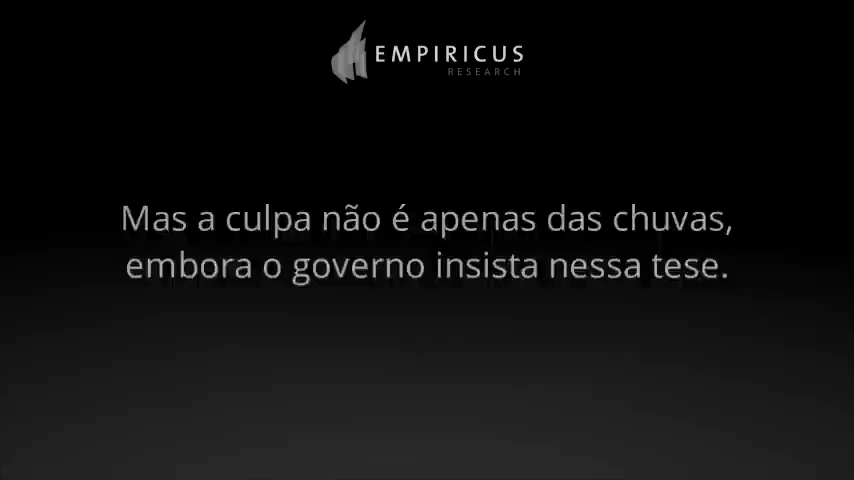 EMPIRICUS
RESEARCH
Mas a culpa não é apenas das chuvas,
embora o governo insista nessa tese.